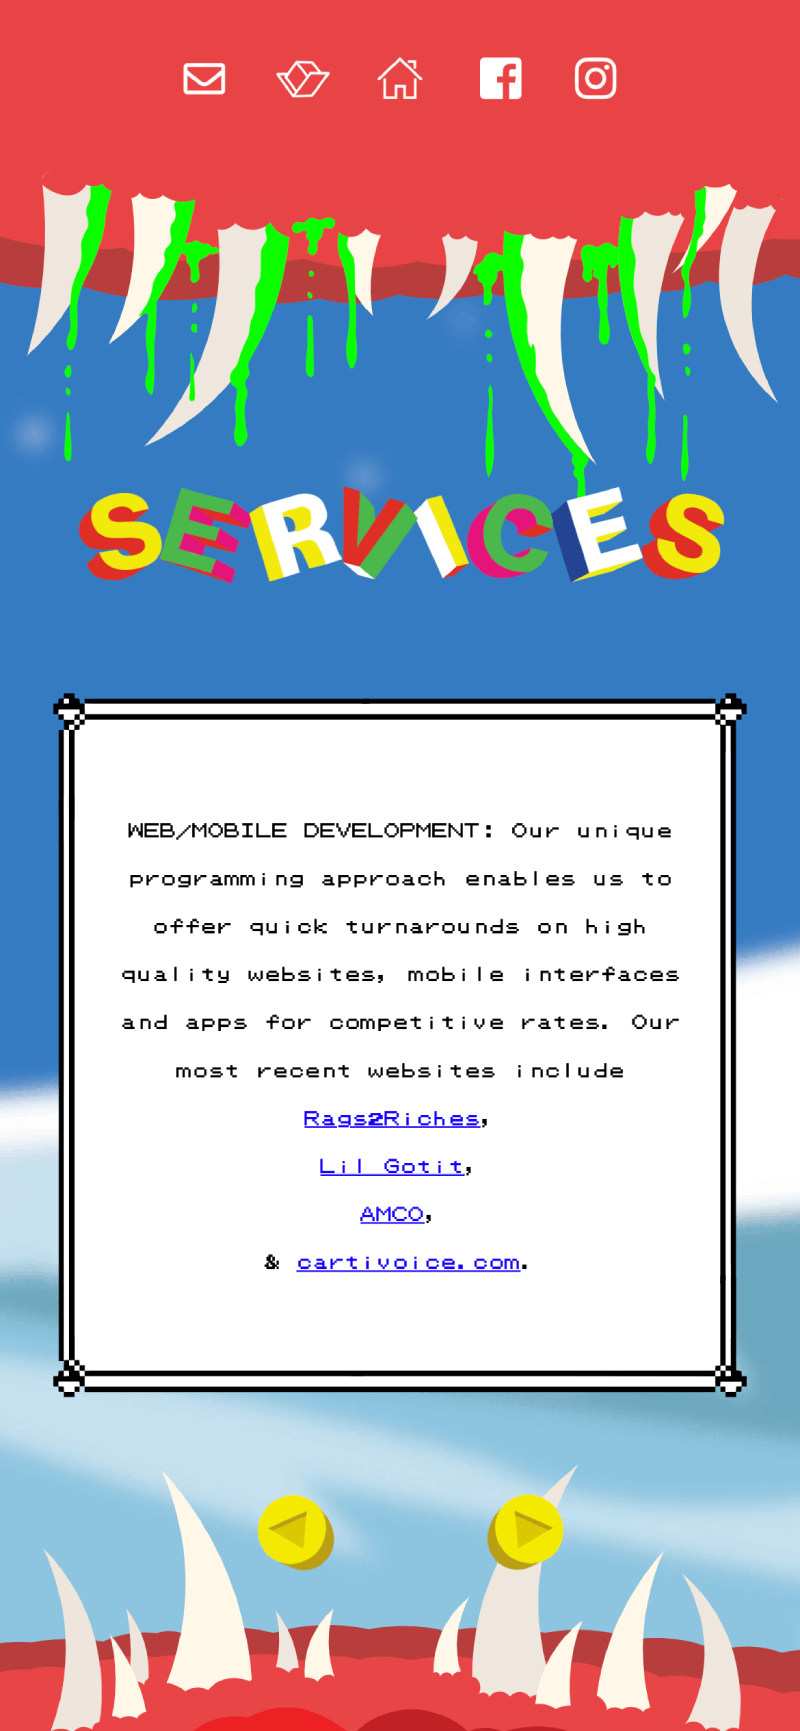 SERVICES
WEB/MOBILE DEVELOPMENT: Our unique
programming approach enables us to
offer quick turnarounds on high
quality websites, mobile interfaces
and apps for competitive rates. Our
most recent websites include
Rags2Riches,
Lil Gotit,
AMCO,
& cartivoice.com.